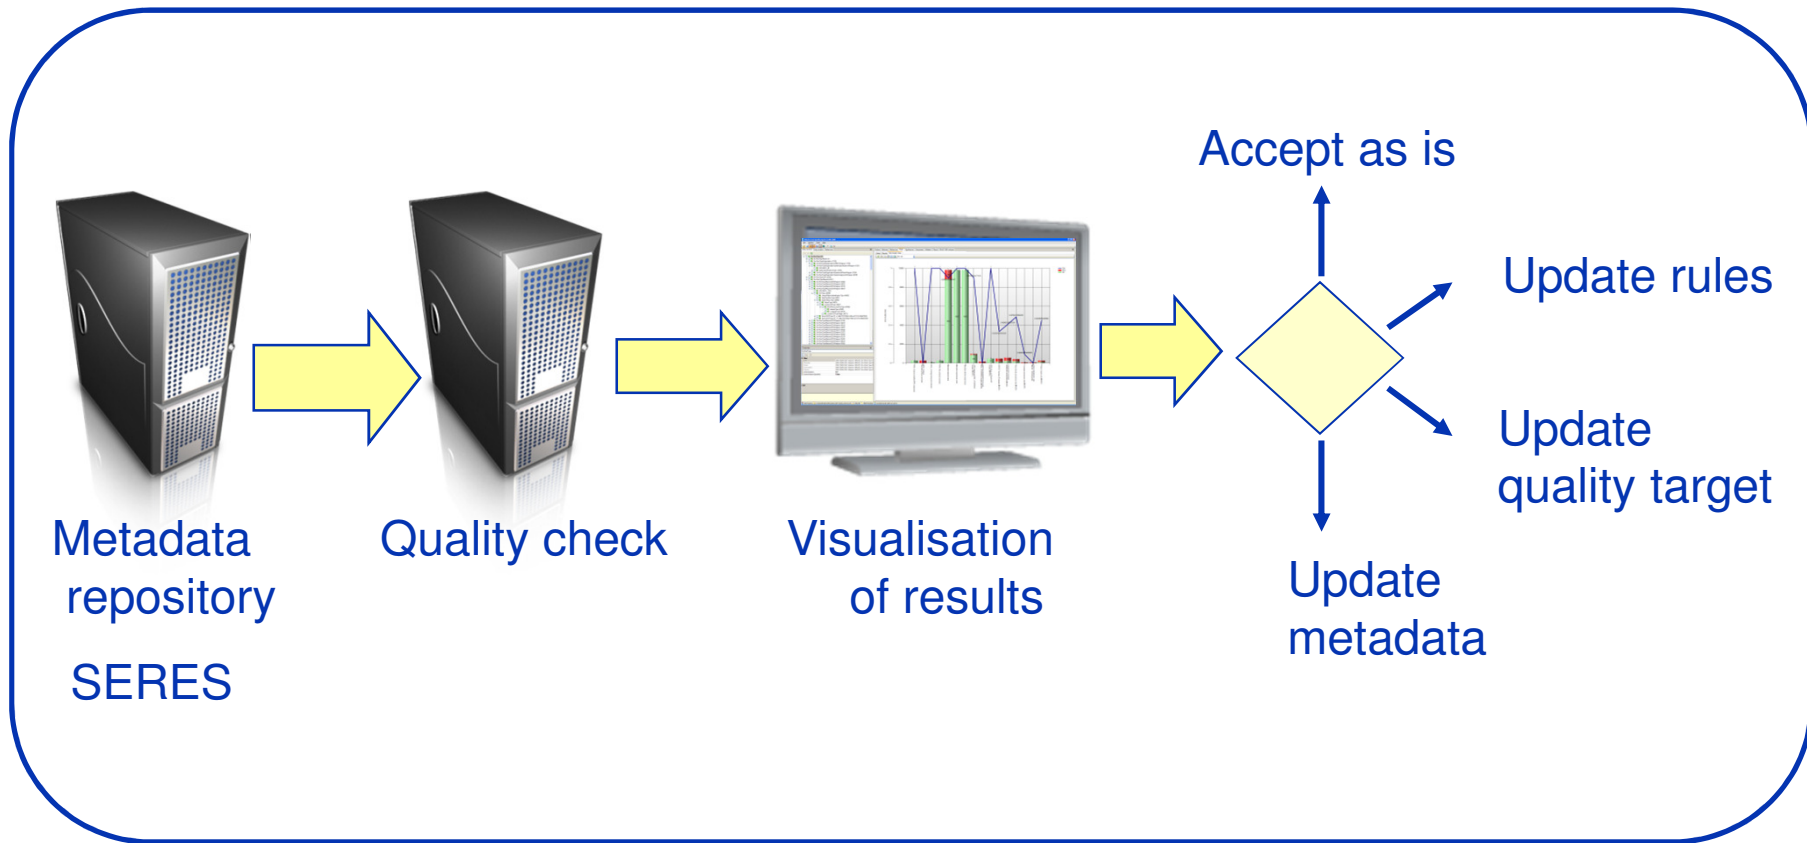 Accept as is
Update rules
Update
quality target
Update
metadata
Metadata
repository
SERES
Quality check
Visualisation
of results